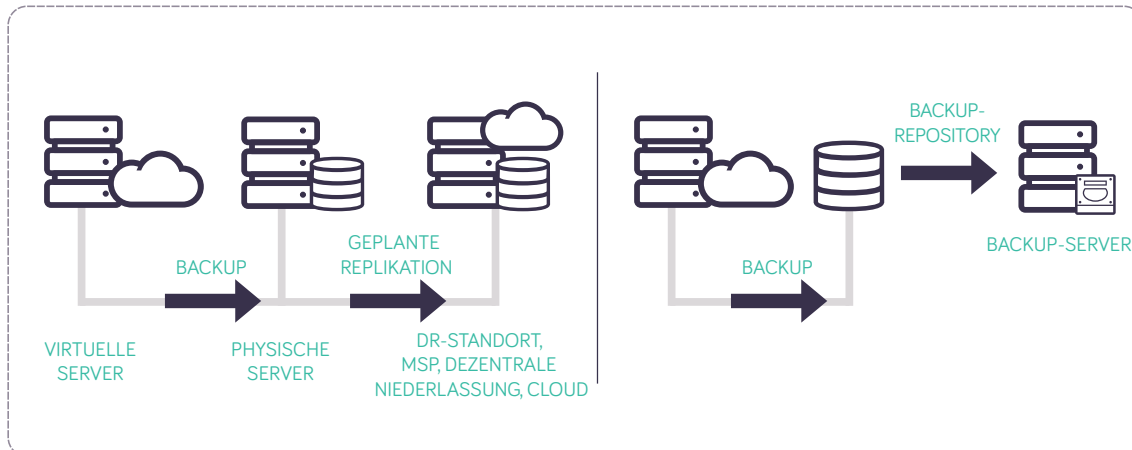 BACKUP
GEPLANTE
REPLIKATION
VIRTUELLE
SERVER
PHYSISCHE
SERVER
DR-STANDORT,
MSP, DEZENTRALE
NIEDERLASSUNG, CLOUD
BACKUP-
REPOSITORY
BACKUP
BACKUP-SERVER